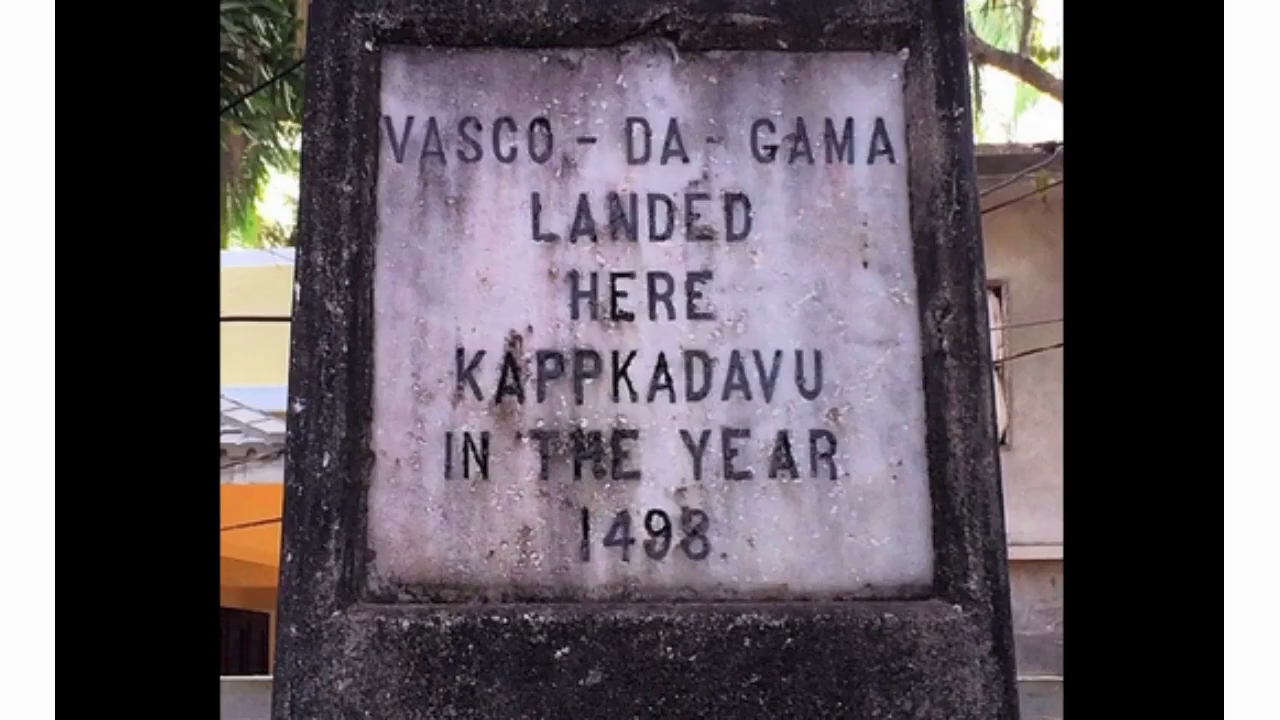 VASCO - DA - GAMA
LANDED
HERE
KAPPKADAVU
IN THE YEAR
1498.